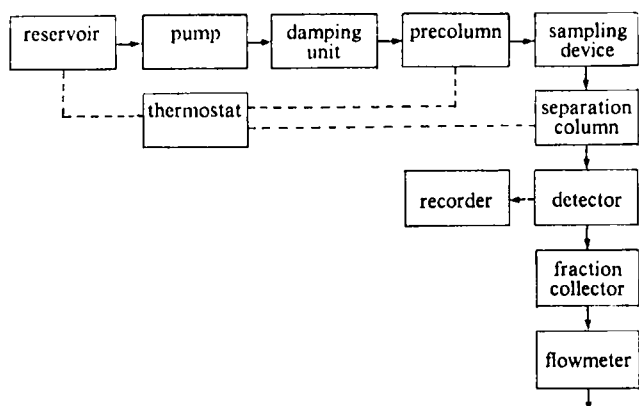 reservoir
pump
damping
unit
precolumn
sampling
device
thermostat
separation
column
recorder
detector
fraction
collector
flowmeter